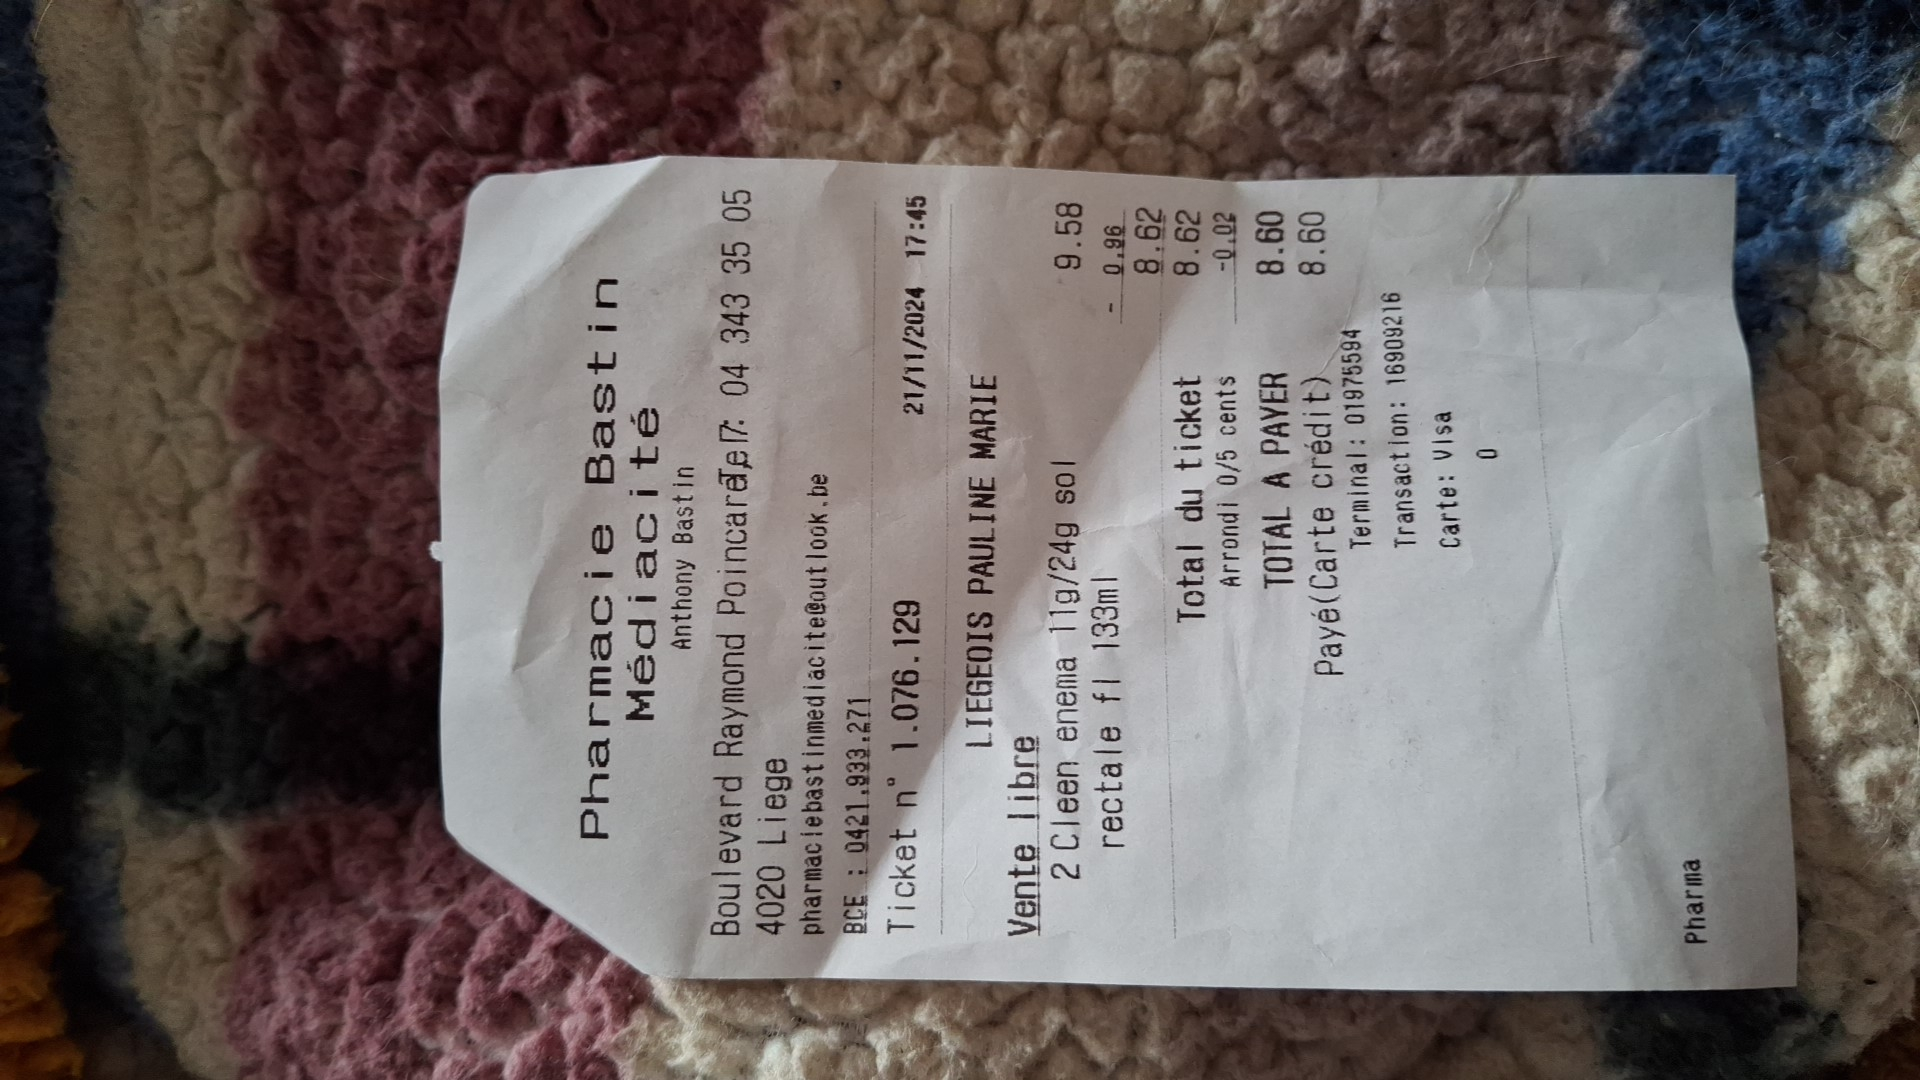 Pharmacie Bastin
Médiacité
Anthony Bastin
Boulevard Raymond Poincaré, 7 Tel: 04 343 35 05
4020 Liege
pharmaciebastinmediacite@outlook.be
BCE : 0421.933.271
Ticket n° 1.076.129 21/11/2024 17:45
LIEGEOIS PAULINE MARIE
Vente libre
2 Cleen enema 11g/24g sol 9.58
rectale fl 133ml - 0.96
8.62
Total du ticket 8.62
Arrondi 0/5 cents -0.02
TOTAL A PAYER 8.60
Payé(Carte crédit) 8.60
Terminal: 01975594
Transaction: 16909216
Carte: Visa
0
Pharma